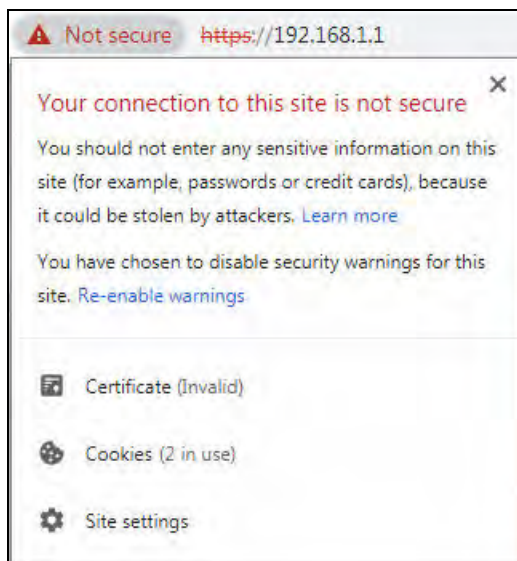 Not secure https://192.168.1.1
Your connection to this site is not secure
You should not enter any sensitive information on this
site (for example, passwords or credit cards), because
it could be stolen by attackers. Learn more
You have chosen to disable security warnings for this
site. Re-enable warnings
Certificate (Invalid)
Cookies (2 in use)
Site settings